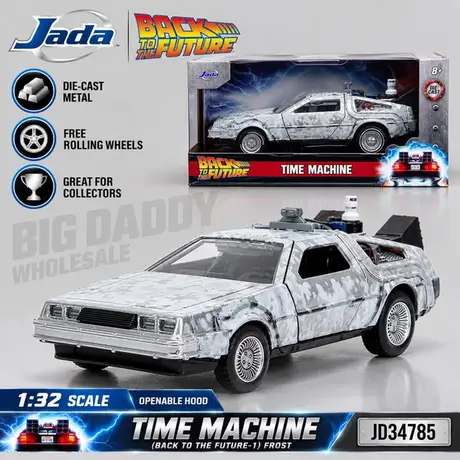 Jada
BACK
TO THE
FUTURE
DIE-CAST
METAL
FREE
ROLLING WHEELS
GREAT FOR
COLLECTORS
Jada
8+
DIE CAST
BACK
TO THE
FUTURE
TIME MACHINE
BIG DADDY
WHOLESALE
1:32 SCALE
OPENABLE HOOD
TIME MACHINE
(BACK TO THE FUTURE-1) FROST
JD34785